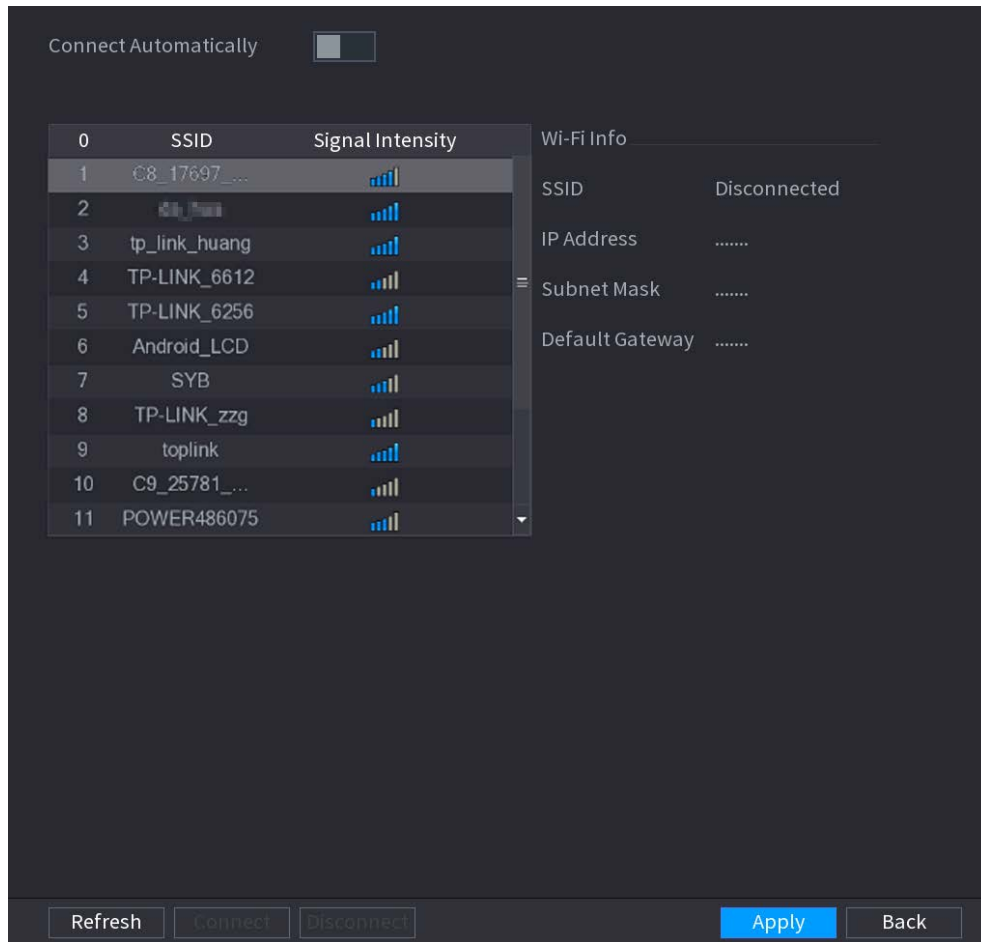 Connect Automatically
0 SSID Signal Intensity
1 C8_17697_...
2
3 tp_link_huang
4 TP-LINK_6612
5 TP-LINK_6256
6 Android_LCD
7 SYB
8 TP-LINK_zzg
9 toplink
10 C9_25781_...
11 POWER486075
Wi-Fi Info
SSID Disconnected
IP Address .......
Subnet Mask .......
Default Gateway .......
Refresh Connect Disconnect Apply Back